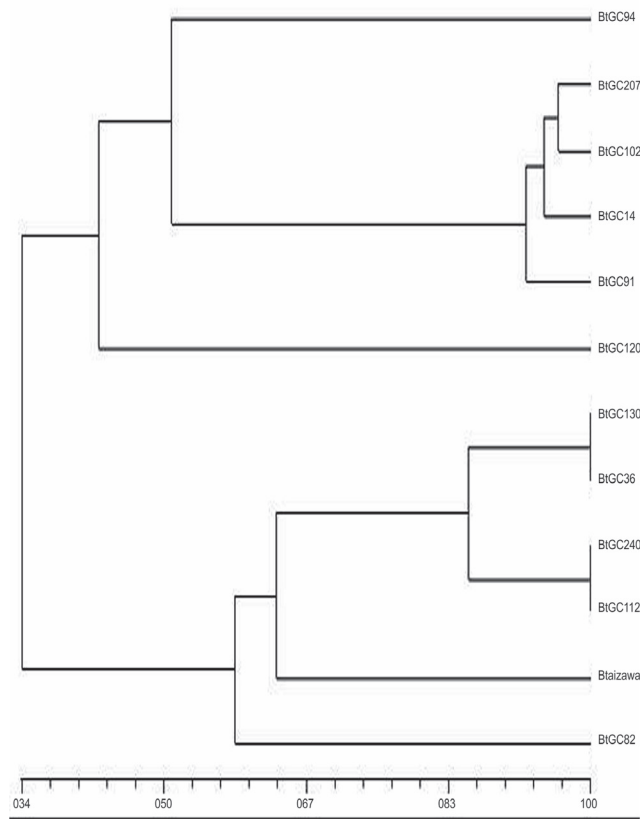 BtGC94
BtGC207
BtGC102
BtGC14
BtGC91
BtGC120
BtGC130
BtGC36
BtGC240
BtGC112
Btaizawa
BtGC82
034 050 067 083 100